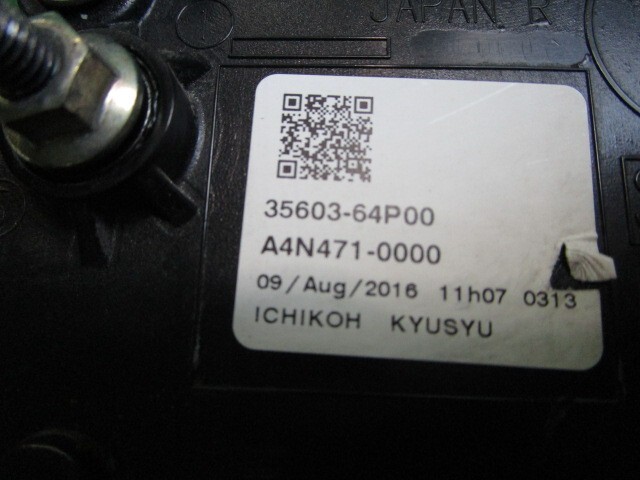 JAPAN R
35603-64P00
A4N471-0000
09/Aug/2016 11h07 0313
ICHIKOH KYUSYU